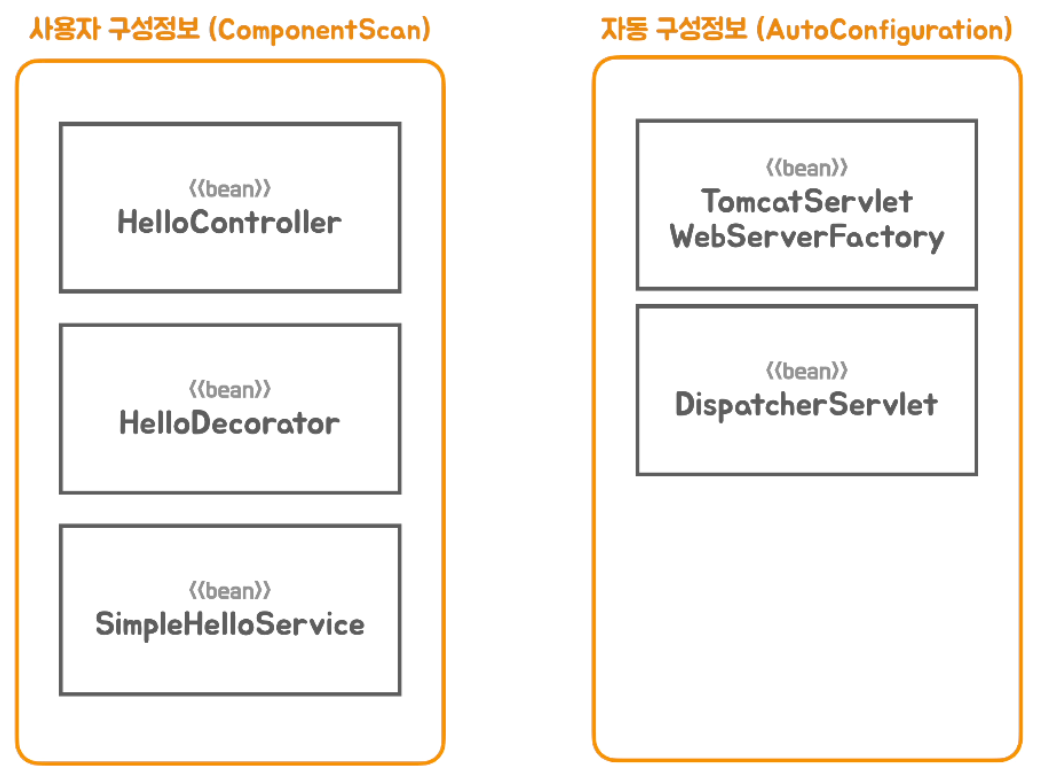 사용자 구성정보 (ComponentScan)
<<bean>>
HelloController
<<bean>>
HelloDecorator
<<bean>>
SimpleHelloService
자동 구성정보 (AutoConfiguration)
<<bean>>
TomcatServlet
WebServerFactory
<<bean>>
DispatcherServlet